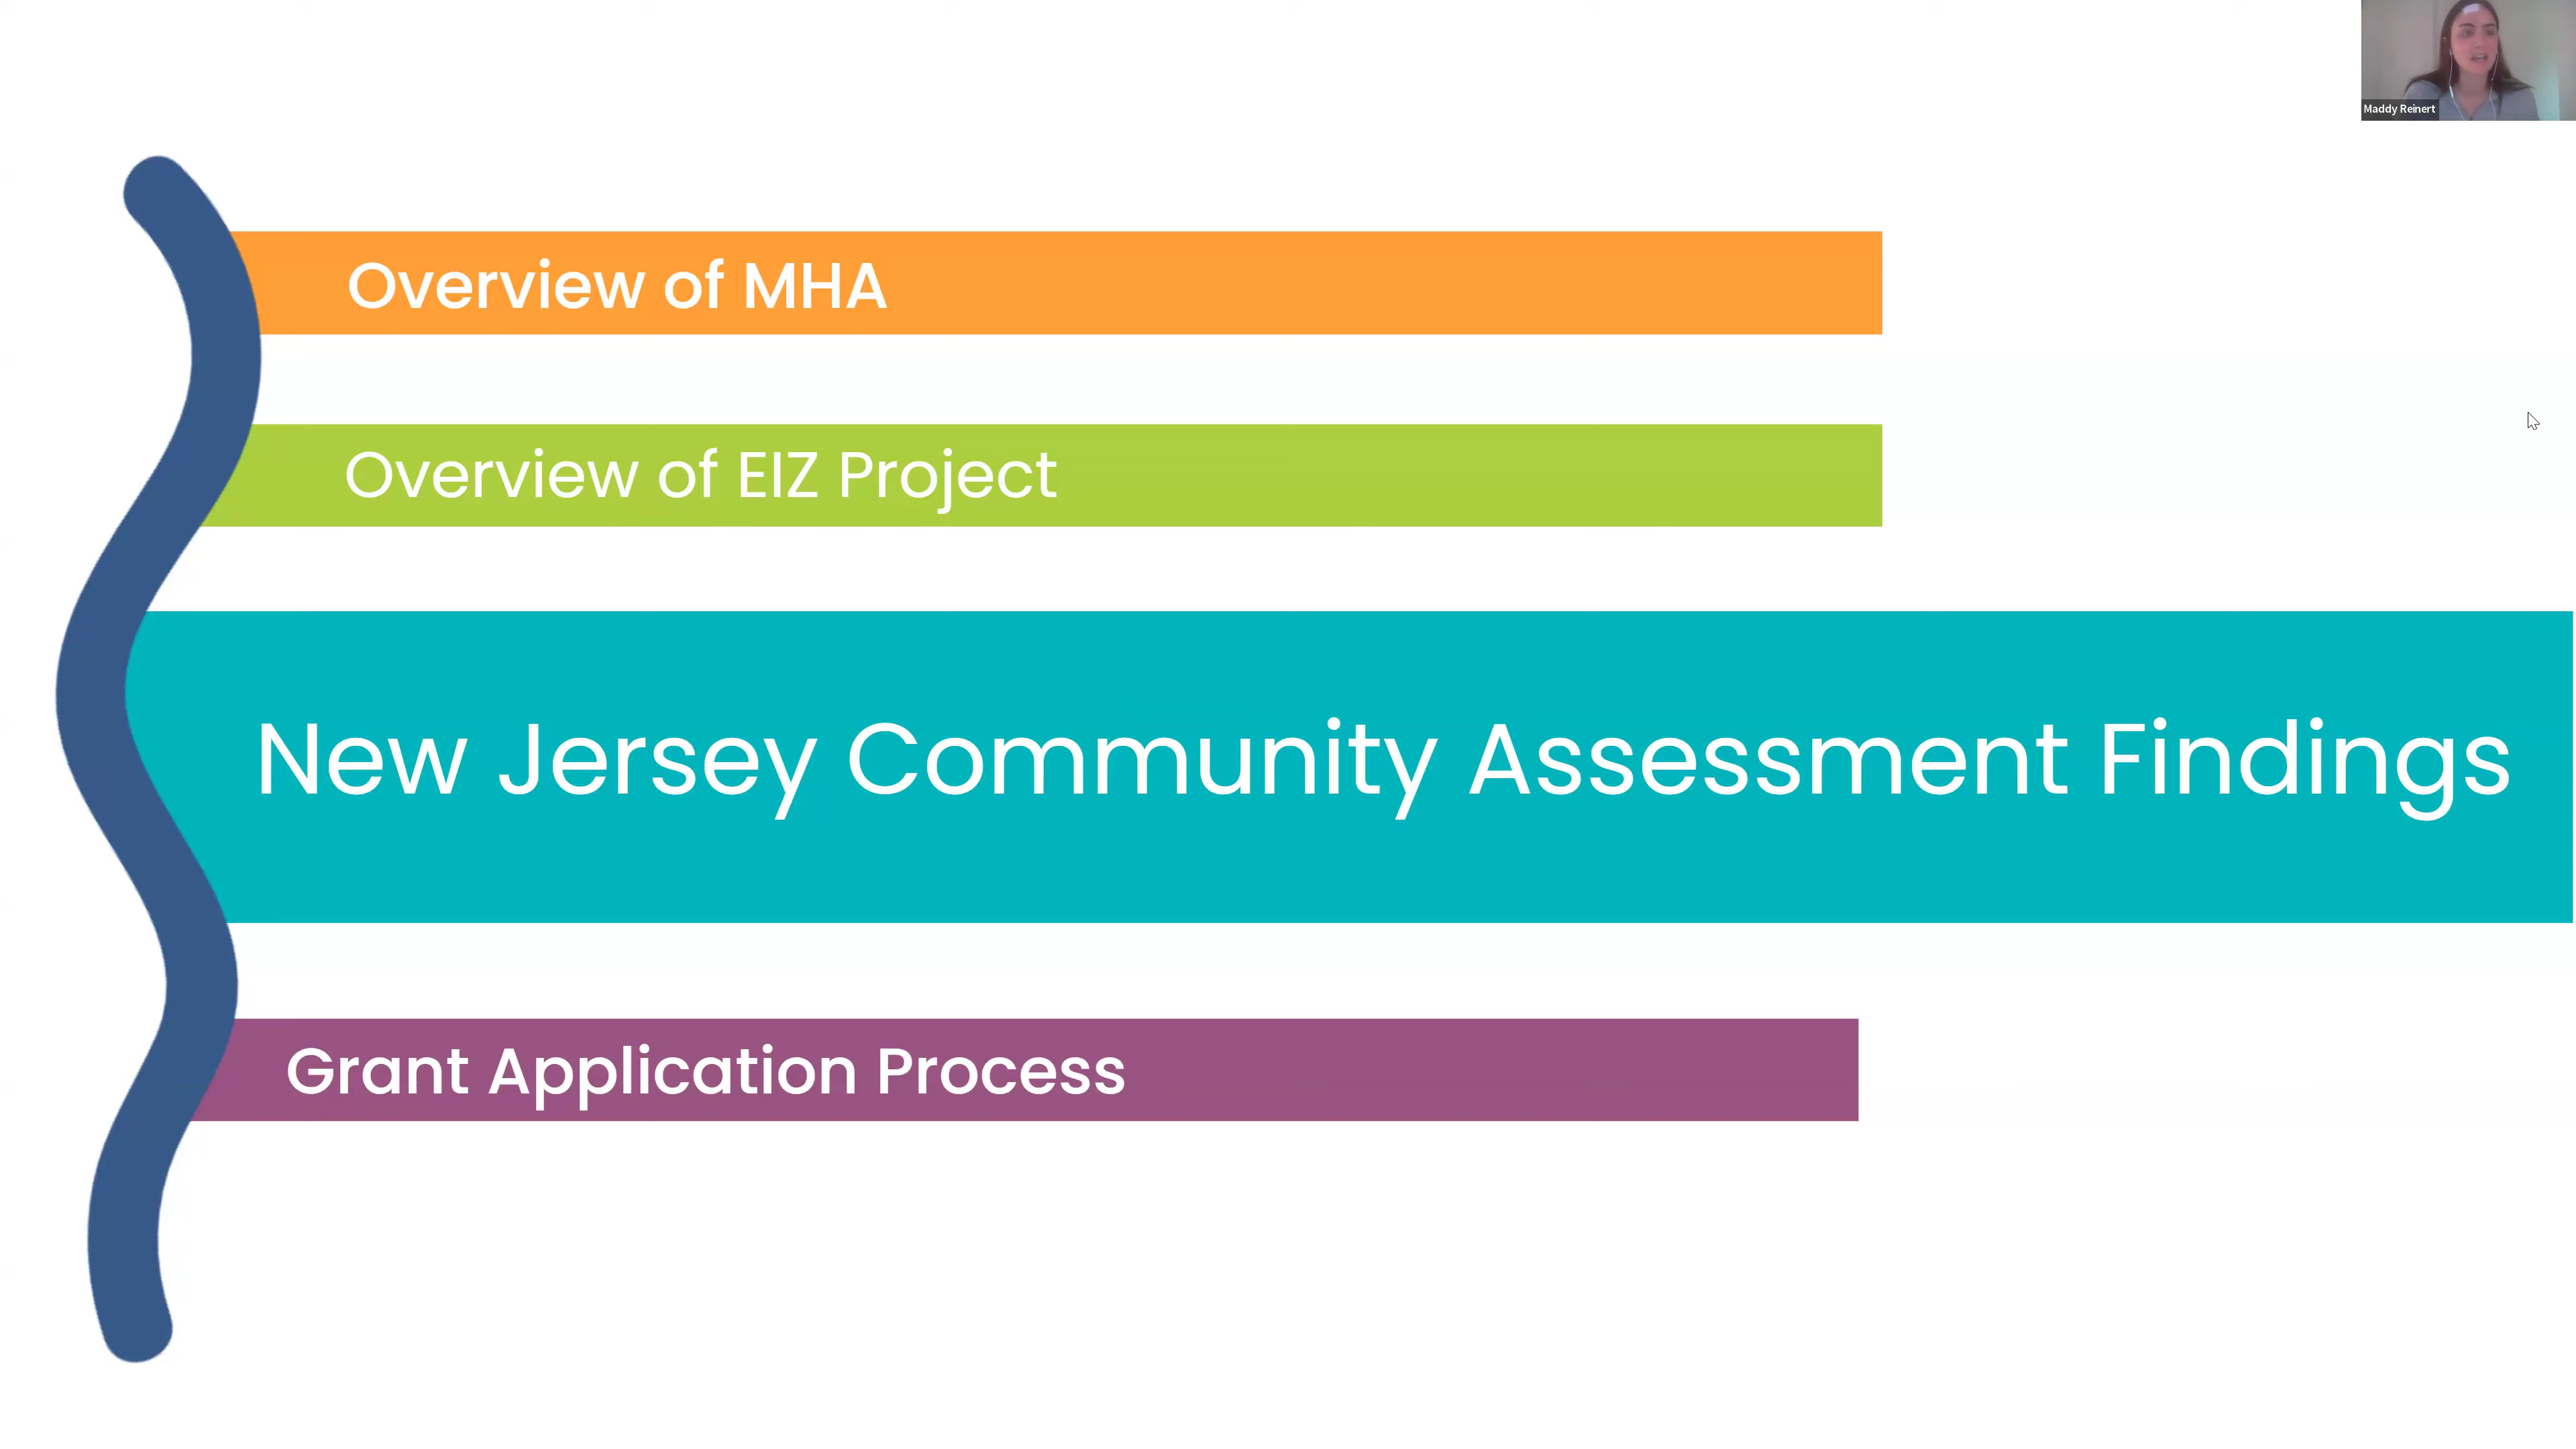 Maddy Reinert
Overview of MHA
Overview of EIZ Project
New Jersey Community Assessment Findings
Grant Application Process